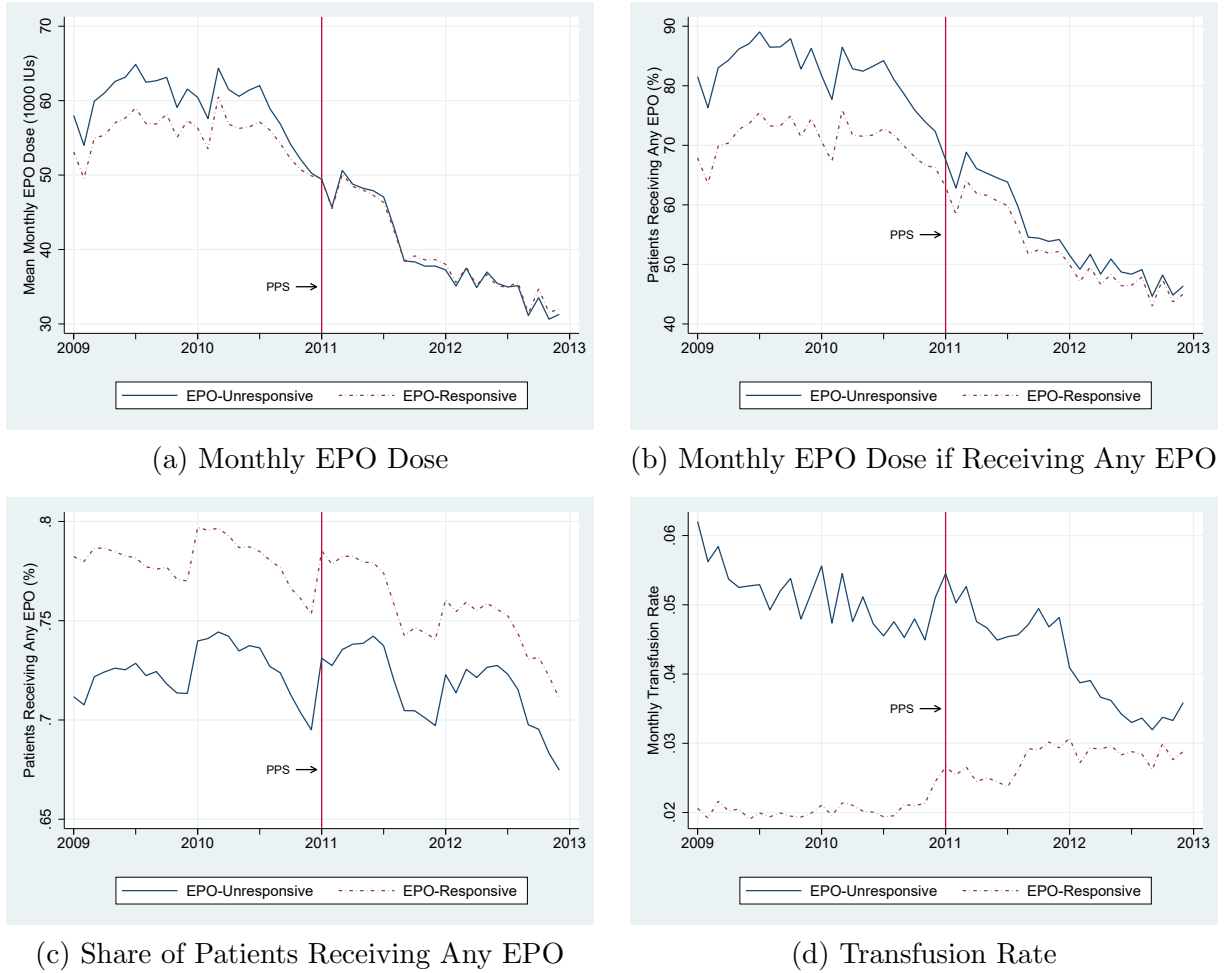 Mean Monthly EPO Dose (1000 IUs)
70
60
50
40
30
PPS
2009 2010 2011 2012 2013
EPO-Unresponsive EPO-Responsive
(a) Monthly EPO Dose
Patients Receiving Any EPO (%)
90
80
70
60
50
40
PPS
2009 2010 2011 2012 2013
EPO-Unresponsive EPO-Responsive
(b) Monthly EPO Dose if Receiving Any EPO
Patients Receiving Any EPO (%)
.8
.75
.7
.65
PPS
2009 2010 2011 2012 2013
EPO-Unresponsive EPO-Responsive
(c) Share of Patients Receiving Any EPO
Monthly Transfusion Rate
.06
.05
.04
.03
.02
PPS
2009 2010 2011 2012 2013
EPO-Unresponsive EPO-Responsive
(d) Transfusion Rate